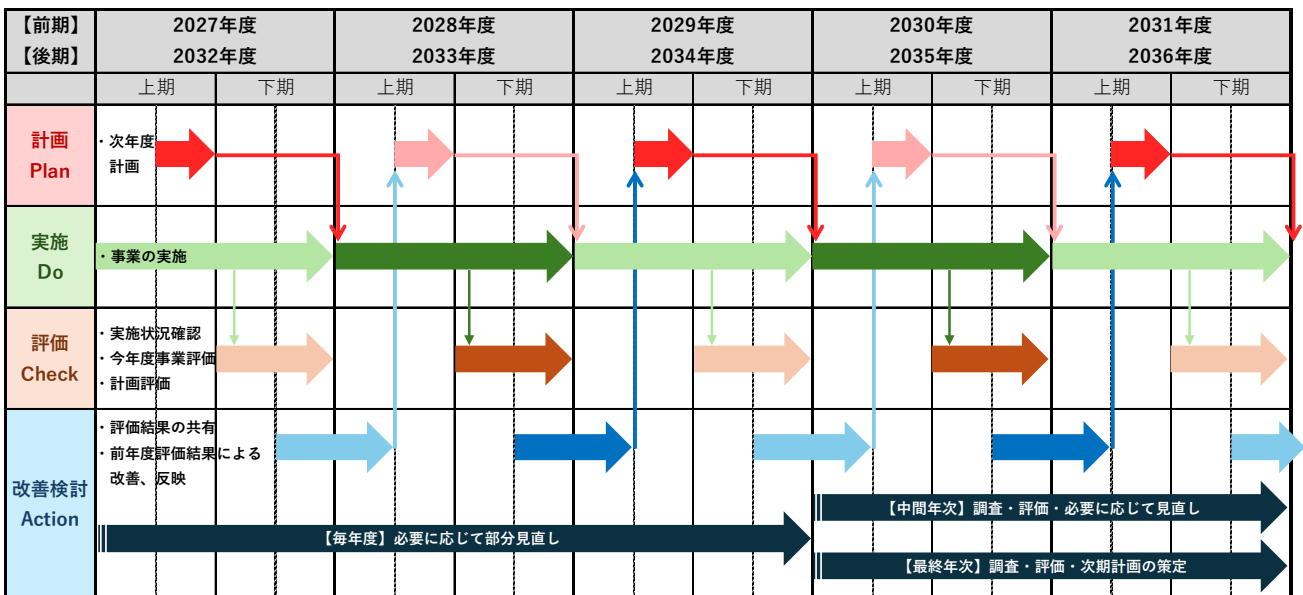 【前期】 2027年度 2028年度 2029年度 2030年度 2031年度
【後期】 2032年度 2033年度 2034年度 2035年度 2036年度
上期 下期 上期 下期 上期 下期 上期 下期 上期 下期
計画
Plan
・次年度
計画
実施
Do
・事業の実施
評価
Check
・実施状況確認
・今年度事業評価
・計画評価
改善検討
Action
・評価結果の共有
・前年度評価結果による
改善、反映
【中間年次】調査・評価・必要に応じて見直し
【毎年度】必要に応じて部分見直し
【最終年次】調査・評価・次期計画の策定